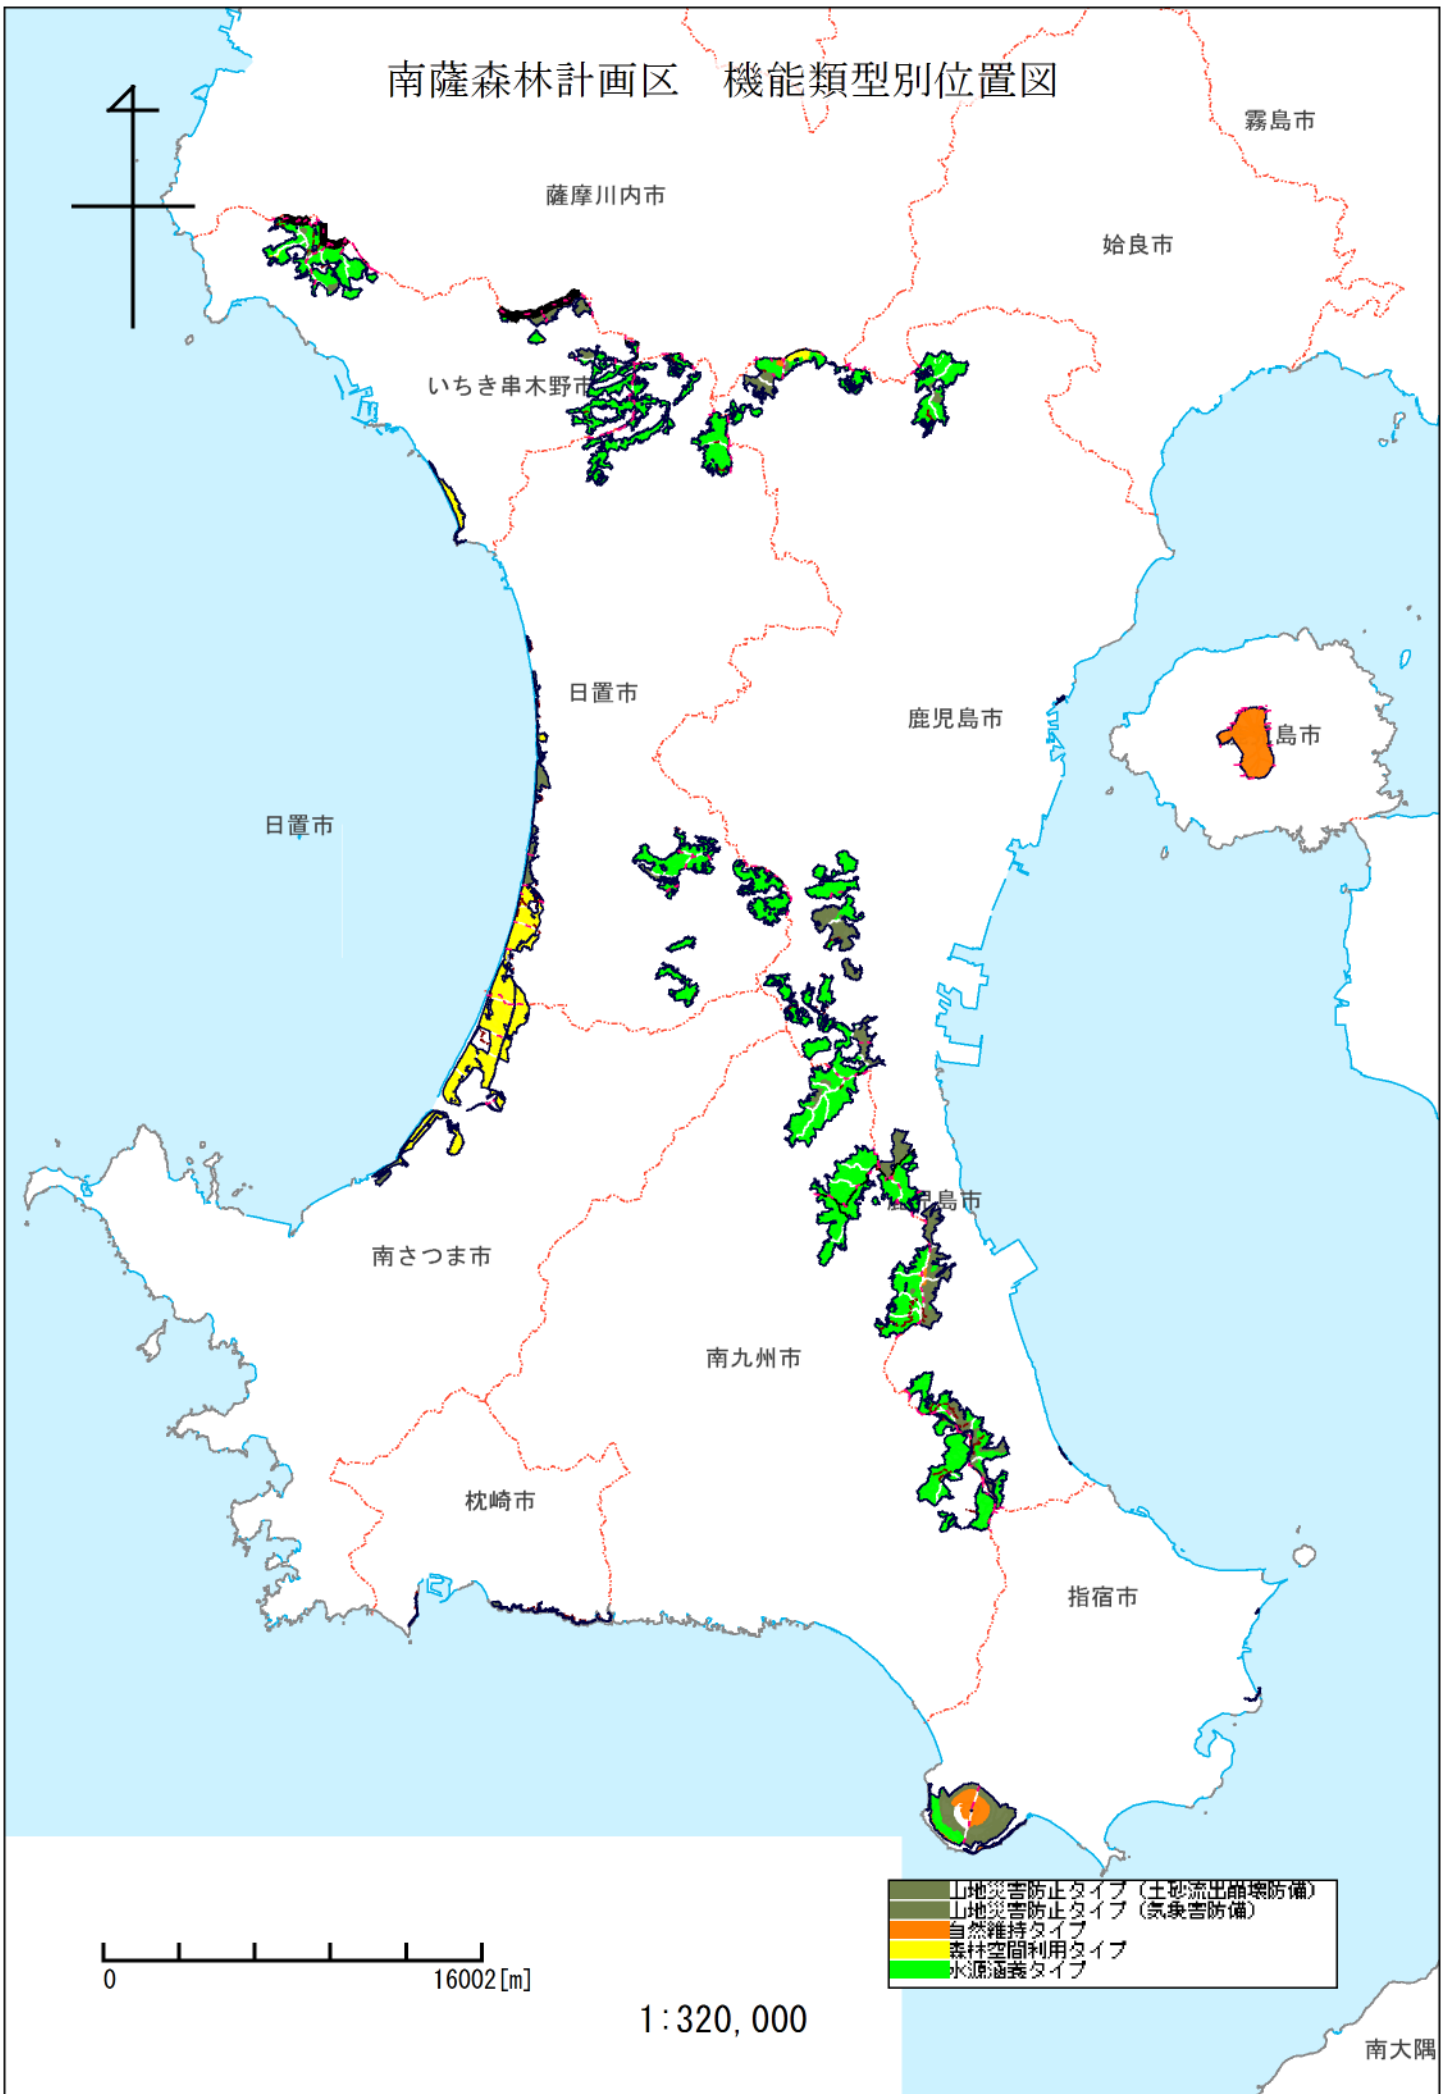 南薩森林計画区　機能類型別位置図
霧島市
薩摩川内市
姶良市
いちき串木野市
日置市
鹿児島市
島市
日置市
鹿児島市
南さつま市
南九州市
枕崎市
指宿市
山地災害防止タイプ（土砂流出崩壊防備）
山地災害防止タイプ（気象害防備）
自然維持タイプ
森林空間利用タイプ
水源涵養タイプ
0 16002[m]
1:320,000
南大隅